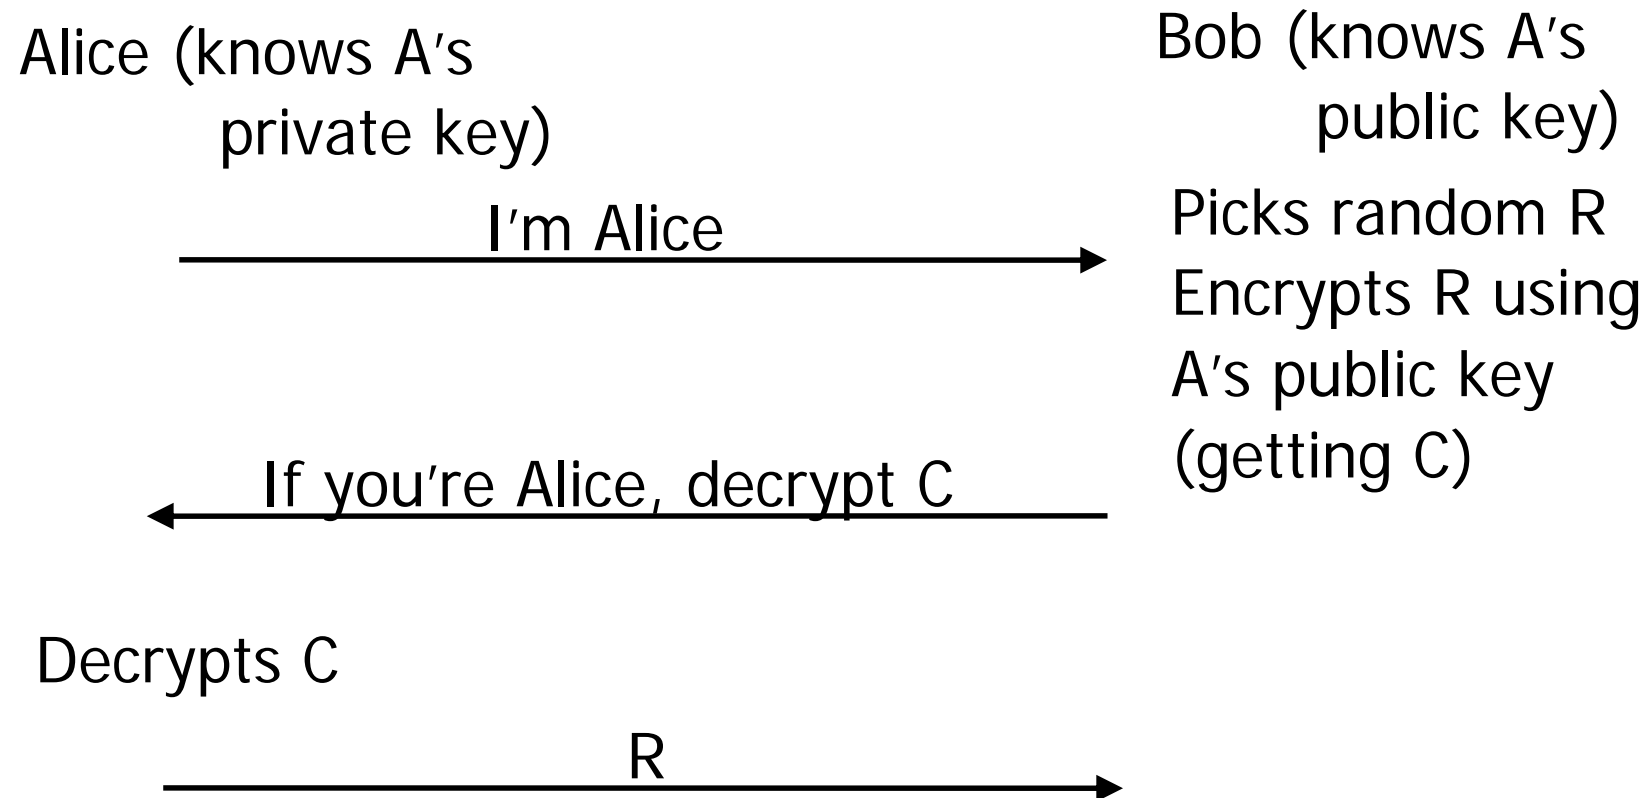 Alice (knows A's
private key)
Bob (knows A's
public key)
I'm Alice
Picks random R
Encrypts R using
A's public key
(getting C)
If you're Alice, decrypt C
Decrypts C
R